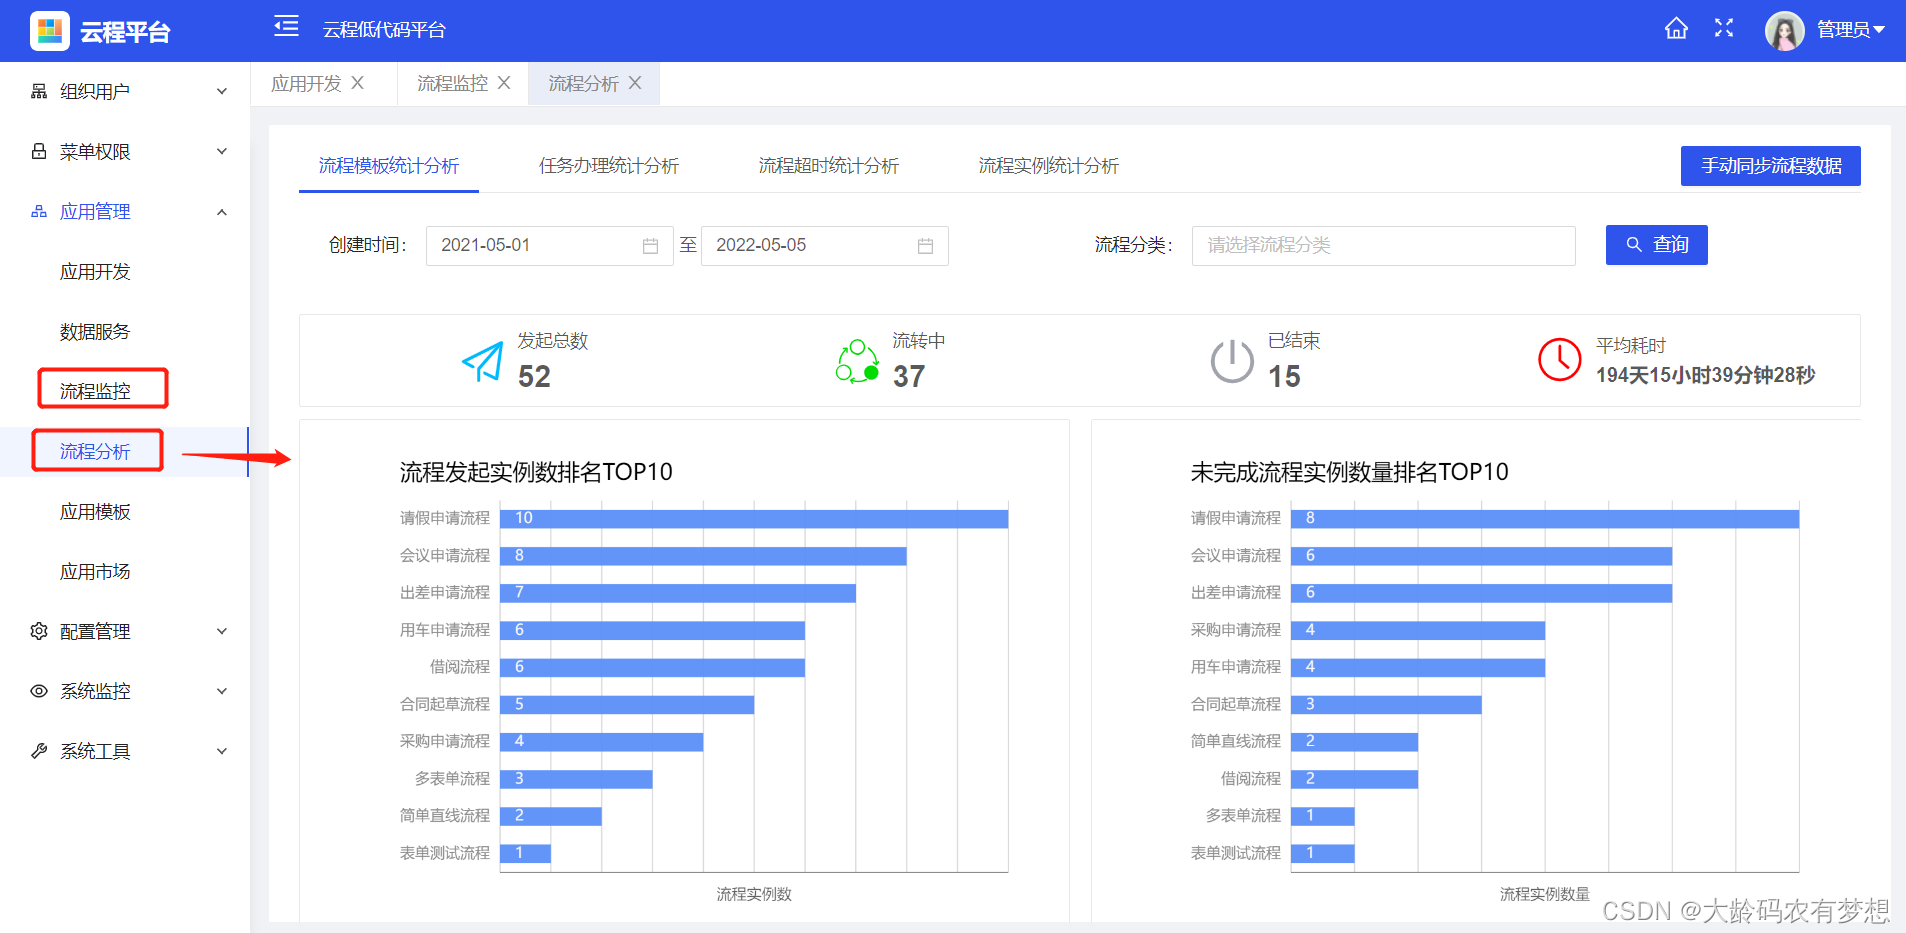 云程平台
云程低代码平台
管理员
组织用户
菜单权限
应用管理
应用开发
数据服务
流程监控
流程分析
应用模板
应用市场
配置管理
系统监控
系统工具
应用开发 X
流程监控 X
流程分析 X
流程模板统计分析
任务办理统计分析
流程超时统计分析
流程实例统计分析
手动同步流程数据
创建时间：
2021-05-01
至
2022-05-05
流程分类：
请选择流程分类
查询
发起总数
52
流转中
37
已结束
15
平均耗时
194天15小时39分钟28秒
流程发起实例数排名TOP10
请假申请流程 10
会议申请流程 8
出差申请流程 7
用车申请流程 6
借阅流程 6
合同起草流程 5
采购申请流程 4
多表单流程 3
简单直线流程 2
表单测试流程 1
流程实例数
未完成流程实例数量排名TOP10
请假申请流程 8
会议申请流程 6
出差申请流程 6
采购申请流程 4
用车申请流程 4
合同起草流程 3
简单直线流程 2
借阅流程 2
多表单流程 1
表单测试流程 1
流程实例数量
CSDN @大龄码农有梦想